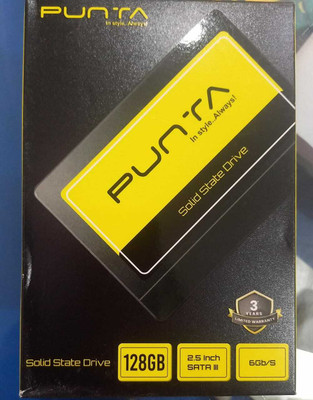 PUNTA
In style..Always!
PUNTA
In style..Always!
Solid State Drive
3
YEARS
LIMITED WARRANTY
Solid State Drive
128GB
2.5 Inch
SATA III
6Gb/S